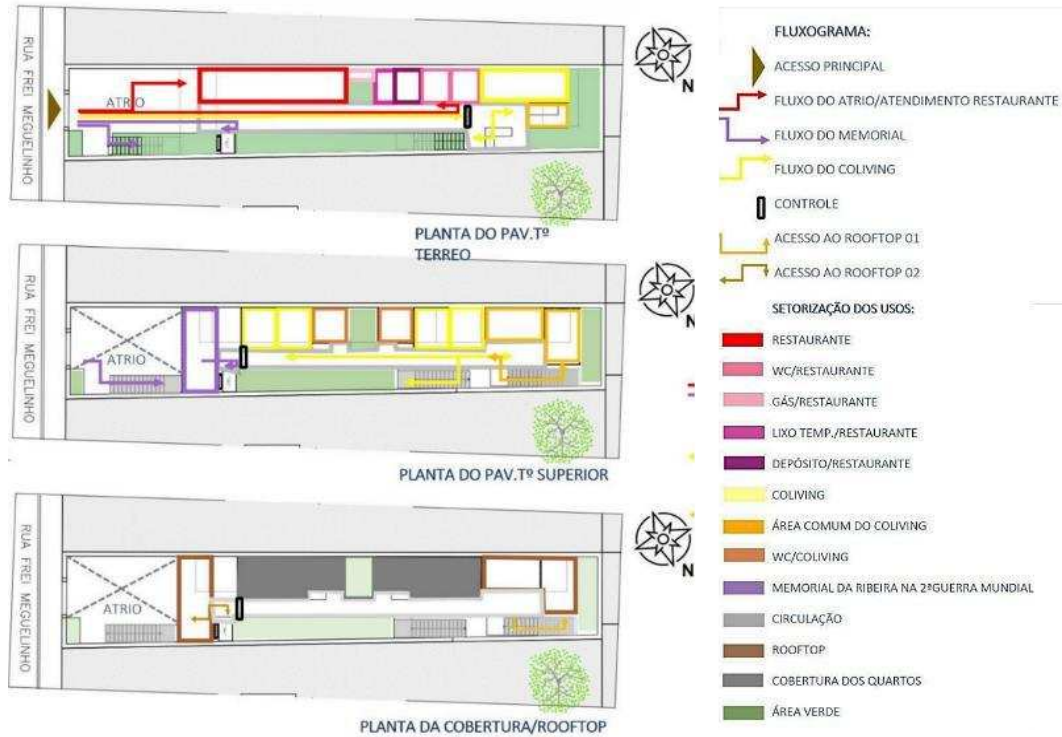 RUA FREI MEGUELINHO
ATRIO
N
PLANTA DO PAV.Tº
TERREO
RUA FREI MEGUELINHO
ATRIO
N
PLANTA DO PAV.Tº SUPERIOR
RUA FREI MEGUELINHO
ATRIO
N
PLANTA DA COBERTURA/ROOFTOP
FLUXOGRAMA:
ACESSO PRINCIPAL
FLUXO DO ATRIO/ATENDIMENTO RESTAURANTE
FLUXO DO MEMORIAL
FLUXO DO COLIVING
CONTROLE
ACESSO AO ROOFTOP 01
ACESSO AO ROOFTOP 02
SETORIZAÇÃO DOS USOS:
RESTAURANTE
WC/RESTAURANTE
GÁS/RESTAURANTE
LIXO TEMP./RESTAURANTE
DEPÓSITO/RESTAURANTE
COLIVING
ÁREA COMUM DO COLIVING
WC/COLIVING
MEMORIAL DA RIBEIRA NA 2ªGUERRA MUNDIAL
CIRCULAÇÃO
ROOFTOP
COBERTURA DOS QUARTOS
ÁREA VERDE